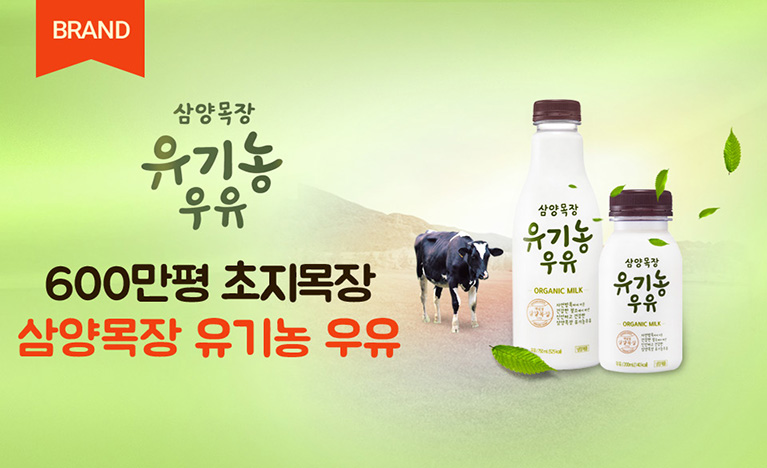 BRAND
삼양목장
유기농
우유
600만평 초지목장
삼양목장 유기농 우유
삼양목장
유기농
우유
ORGANIC MILK
삼양목장
유기농
우유
ORGANIC MILK